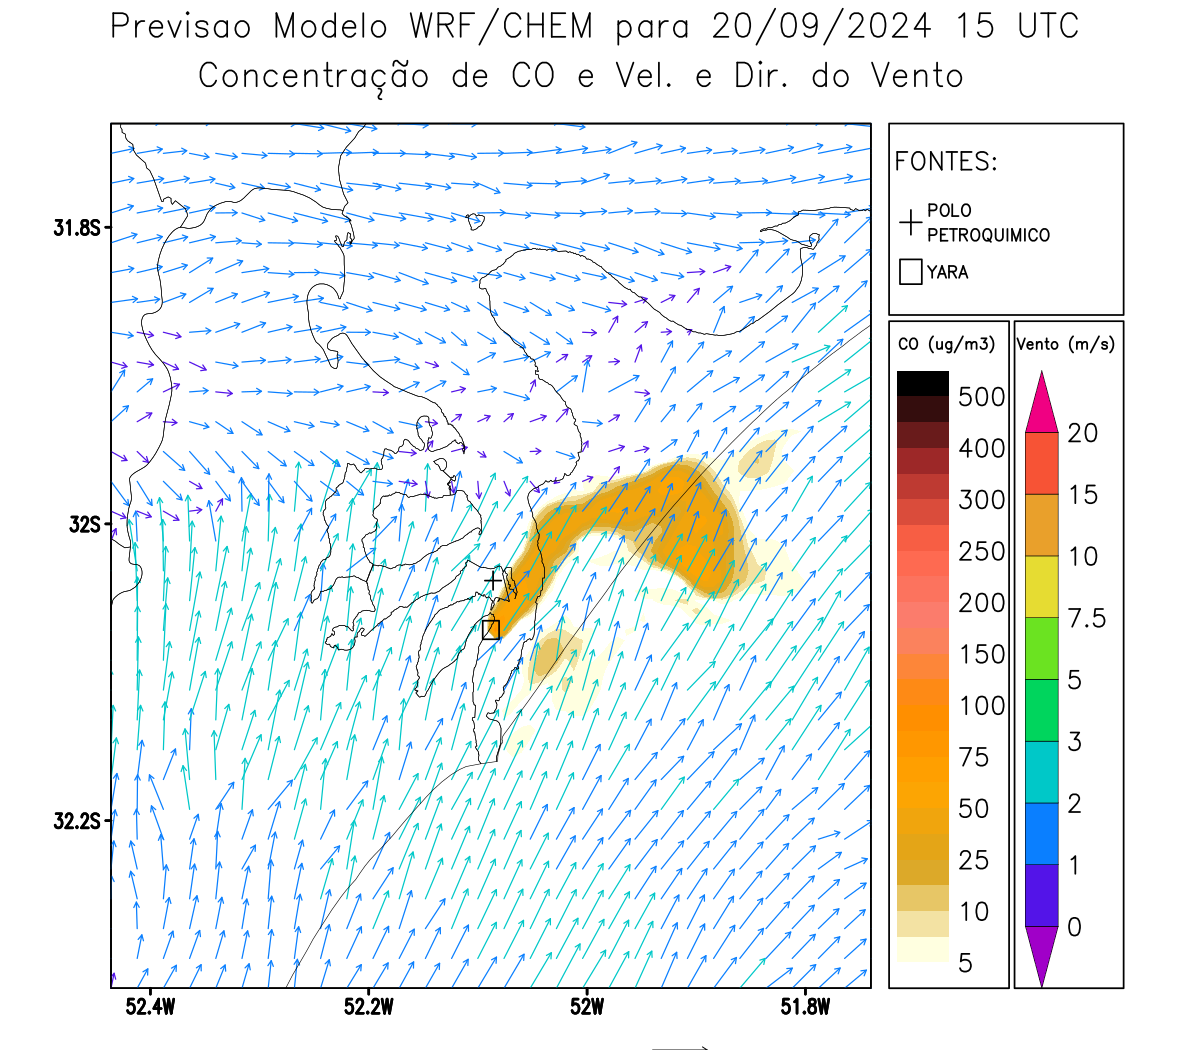 Previsao Modelo WRF/CHEM para 20/09/2024 15 UTC
Concentração de CO e Vel. e Dir. do Vento
FONTES:
POLO
PETROQUIMICO
YARA
CO (ug/m3)
500
400
300
250
200
150
100
75
50
25
10
5
Vento (m/s)
20
15
10
7.5
5
3
2
1
0
31.8S
32S
32.2S
52.4W
52.2W
52W
51.8W